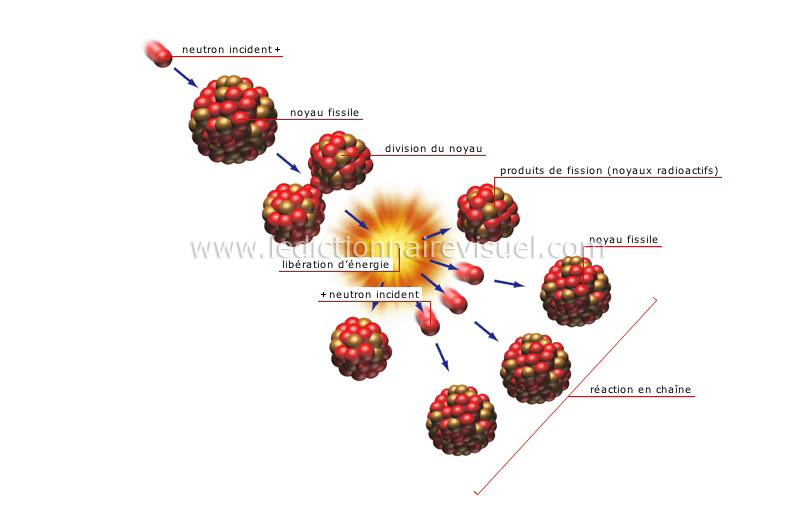 neutron incident +
noyau fissile
division du noyau
produits de fission (noyaux radioactifs)
www.ledictionnairevisuel.com
noyau fissile
libération d'énergie
+ neutron incident
réaction en chaîne